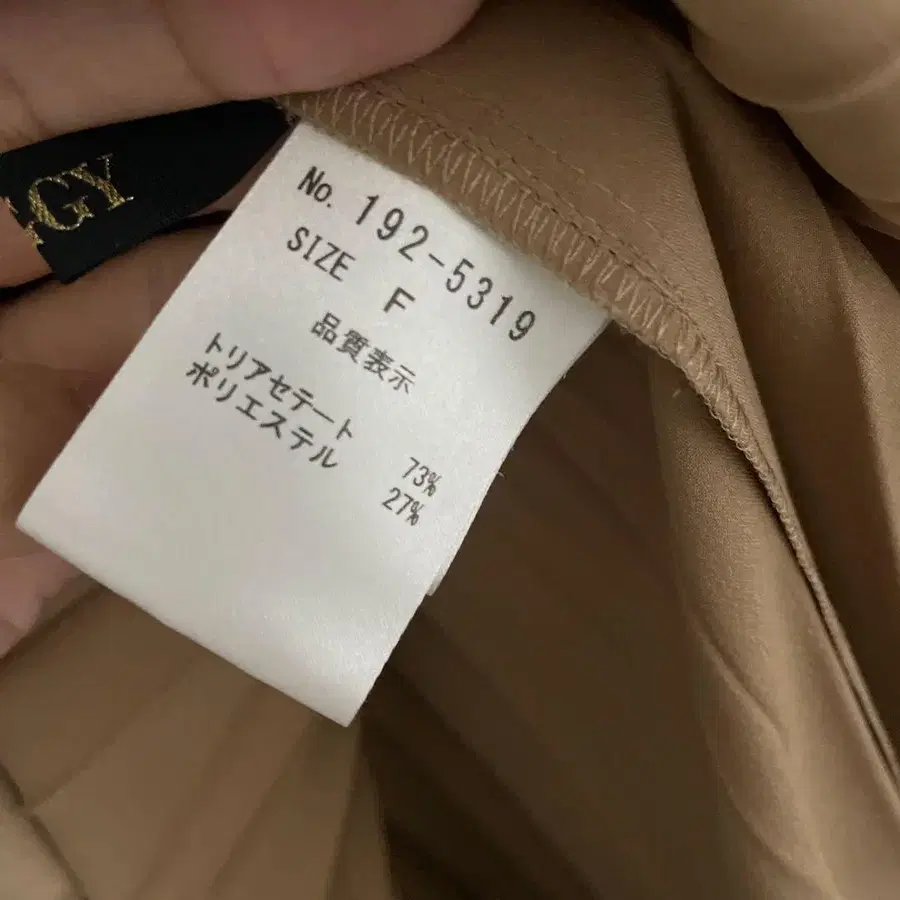 GY
No. 192-5319
SIZE F
品質表示
トリアセテート 73%
ポリエステル 27%